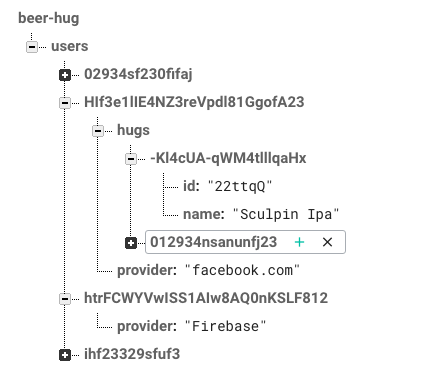 beer-hug
users
02934sf230fifaj
HIf3e1lIE4NZ3reVpdl81GgofA23
hugs
-Kl4cUA-qWM4tlllqaHx
id: "22ttqQ"
name: "Sculpin Ipa"
012934nsanunfj23 + ×
provider: "facebook.com"
htrFCWYVwISS1AIw8AQ0nKSLF812
provider: "Firebase"
ihf23329sfuf3